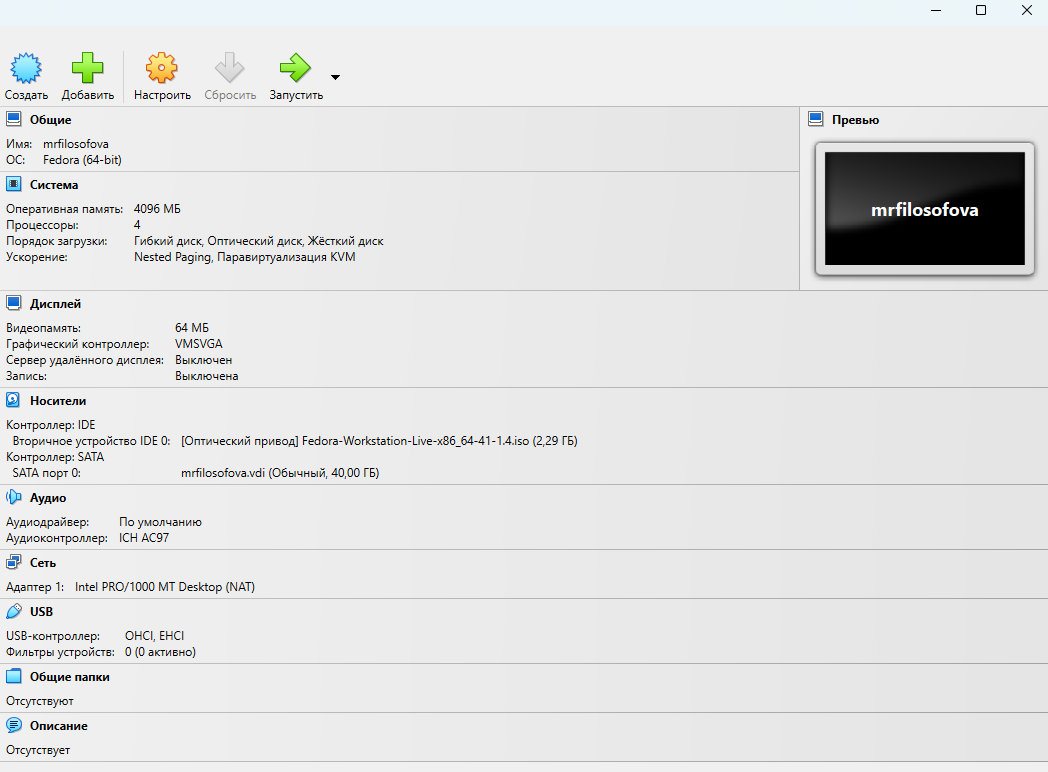 Создать Добавить Настроить Сбросить Запустить
Общие
Имя: mrfilosofova
ОС: Fedora (64-bit)
Превью
mrfilosofova
Система
Оперативная память: 4096 МБ
Процессоры: 4
Порядок загрузки: Гибкий диск, Оптический диск, Жёсткий диск
Ускорение: Nested Paging, Паравиртуализация KVM
Дисплей
Видеопамять: 64 МБ
Графический контроллер: VMSVGA
Сервер удалённого дисплея: Выключен
Запись: Выключена
Носители
Контроллер: IDE
Вторичное устройство IDE 0: [Оптический привод] Fedora-Workstation-Live-x86_64-41-1.4.iso (2,29 ГБ)
Контроллер: SATA
SATA порт 0: mrfilosofova.vdi (Обычный, 40,00 ГБ)
Аудио
Аудиодрайвер: По умолчанию
Аудиоконтроллер: ICH AC97
Сеть
Адаптер 1: Intel PRO/1000 MT Desktop (NAT)
USB
USB-контроллер: OHCI, EHCI
Фильтры устройств: 0 (0 активно)
Общие папки
Отсутствуют
Описание
Отсутствует